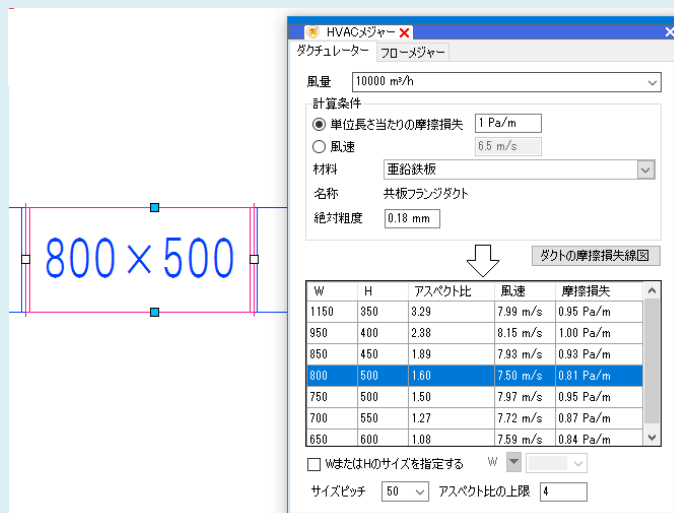 HVACメジャー
ダクチュレーター フローメジャー
風量 10000 m³/h
計算条件
単位長さ当たりの摩擦損失 1 Pa/m
風速 6.5 m/s
材料 亜鉛鉄板
名称 共板フランジダクト
絶対粗度 0.18 mm
ダクトの摩擦損失線図
800×500
W H アスペクト比 風速 摩擦損失
1150 350 3.29 7.99 m/s 0.95 Pa/m
950 400 2.38 8.15 m/s 1.00 Pa/m
850 450 1.89 7.93 m/s 0.93 Pa/m
800 500 1.60 7.50 m/s 0.81 Pa/m
750 500 1.50 7.97 m/s 0.95 Pa/m
700 550 1.27 7.72 m/s 0.87 Pa/m
650 600 1.08 7.59 m/s 0.84 Pa/m
WまたはHのサイズを指定する W
サイズピッチ 50 アスペクト比の上限 4